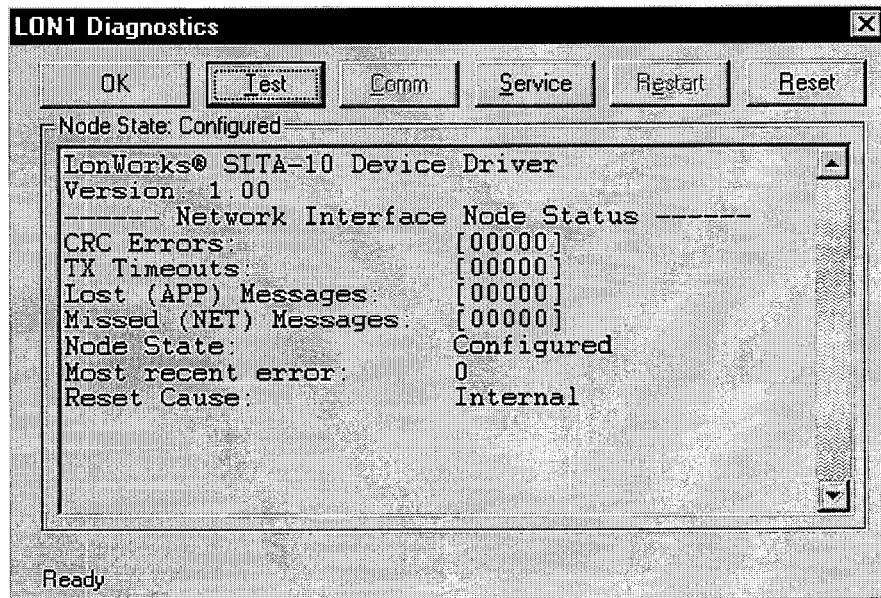 LON1 Diagnostics
OK Test Comm Service Restart Reset
Node State: Configured
LonWorks® SLTA-10 Device Driver
Version: 1.00
------ Network Interface Node Status ------
CRC Errors: [00000]
TX Timeouts: [00000]
Lost (APP) Messages: [00000]
Missed (NET) Messages: [00000]
Node State: Configured
Most recent error: 0
Reset Cause: Internal
Ready